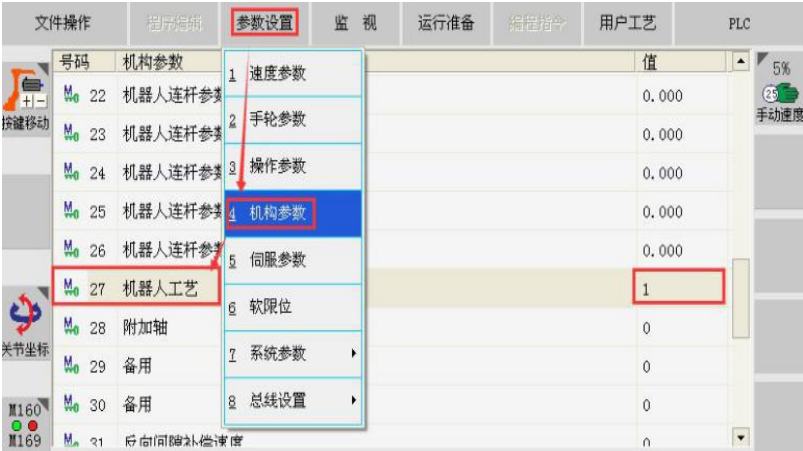 文件操作 程序编辑 参数设置 监 视 运行准备 编程指令 用户工艺 PLC
号码 机构参数 值
22 机器人连杆参数 0.000
23 机器人连杆参数 0.000
24 机器人连杆参数 0.000
25 机器人连杆参数 0.000
26 机器人连杆参数 0.000
27 机器人工艺 1
28 附加轴 0
29 备用 0
30 备用 0
31 反向间隙补偿速度 0
1 速度参数
2 手轮参数
3 操作参数
4 机构参数
5 伺服参数
6 软限位
7 系统参数
8 总线设置
按键移动
关节坐标
M160
M169
5%
25
手动速度